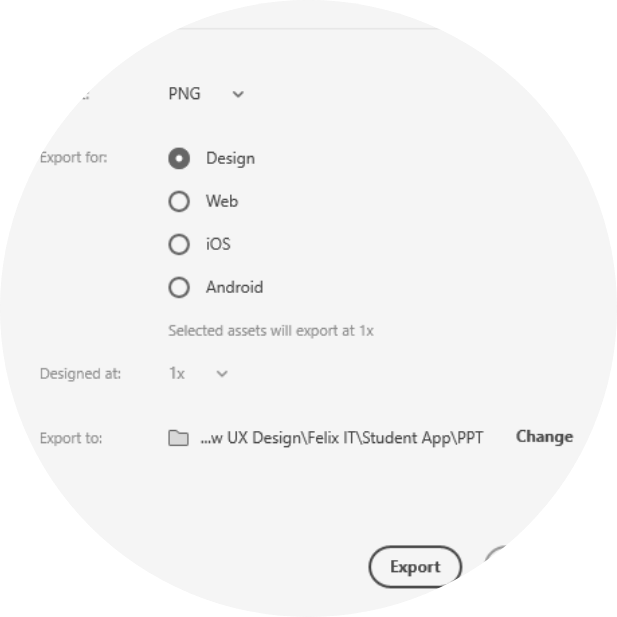 PNG
Export for:
Design
Web
iOS
Android
Selected assets will export at 1x
Designed at:
1x
Export to:
...w UX Design\Felix IT\Student App\PPT
Change
Export